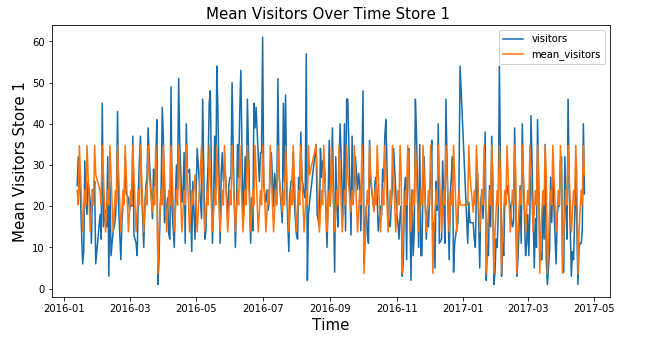 Mean Visitors Over Time Store 1
visitors
mean_visitors
60
50
40
30
20
10
0
Mean Visitors Store 1
2016-01 2016-03 2016-05 2016-07 2016-09 2016-11 2017-01 2017-03 2017-05
Time